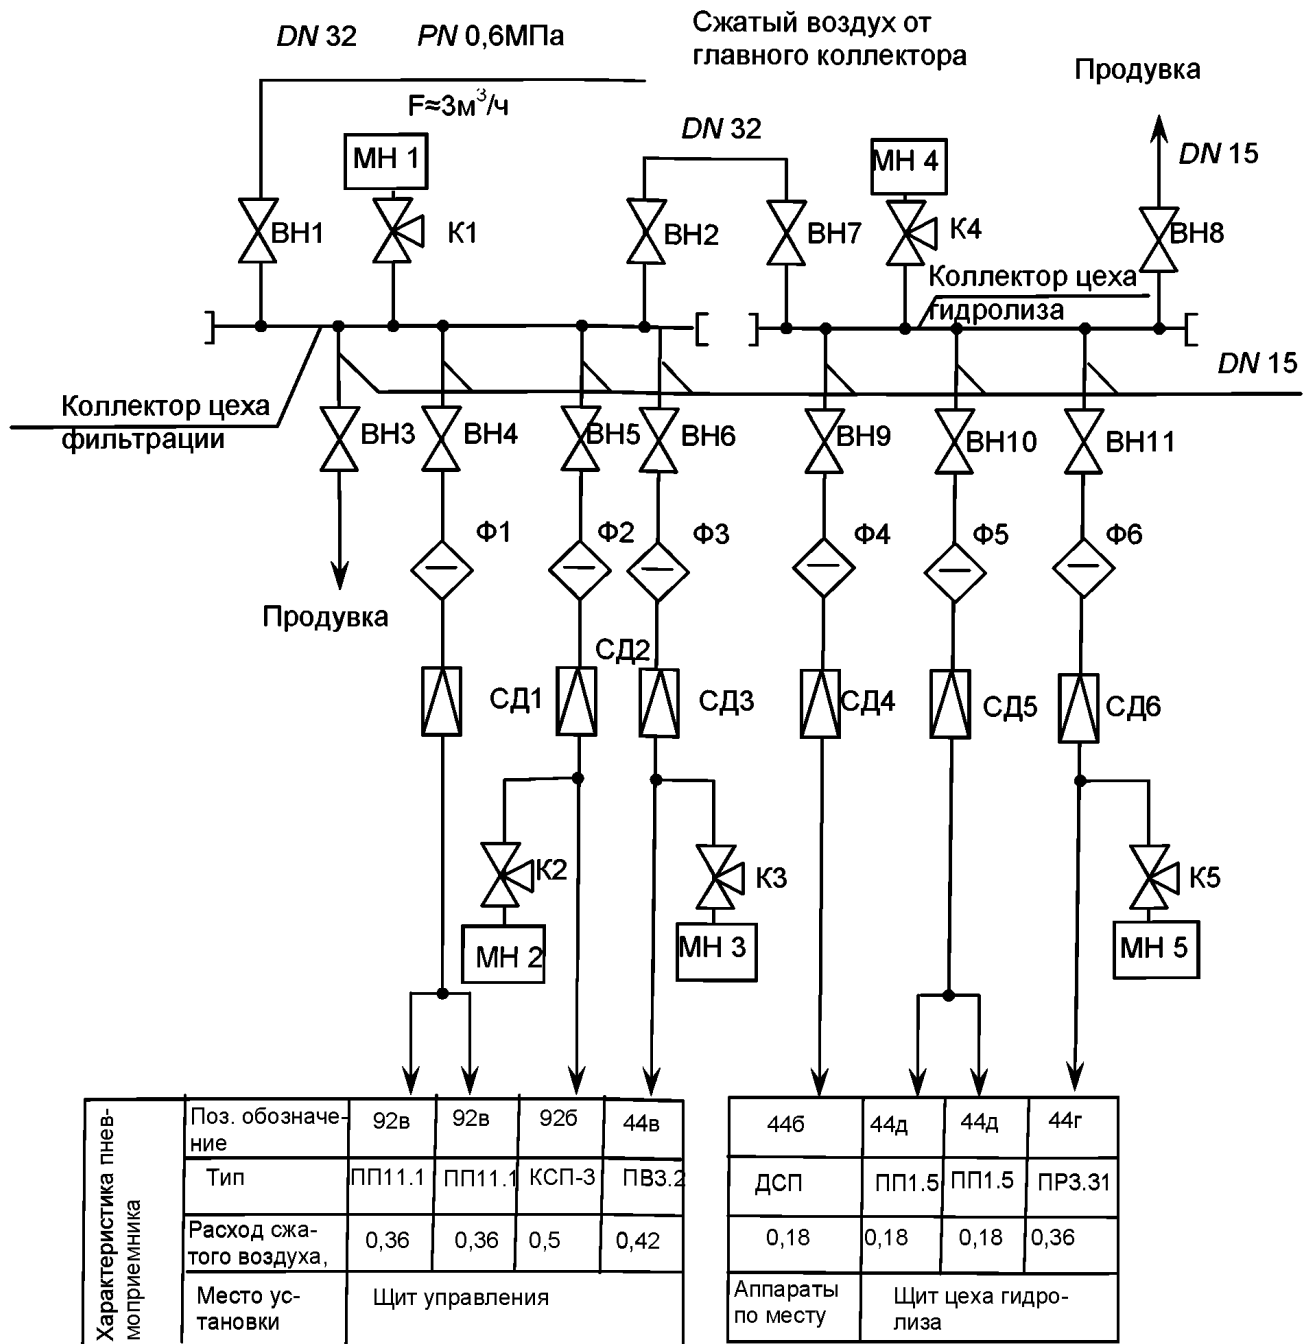 DN 32 PN 0,6МПа
Сжатый воздух от
главного коллектора
Продувка
F≈3м³/ч
DN 32
DN 15
МН 1
МН 4
ВН1
К1
ВН2
ВН7
К4
ВН8
Коллектор цеха
гидролиза
DN 15
Коллектор цеха
фильтрации
ВН3
ВН4
ВН5
ВН6
ВН9
ВН10
ВН11
Ф1
Ф2
Ф3
Ф4
Ф5
Ф6
Продувка
СД1
СД2
СД3
СД4
СД5
СД6
К2
К3
К5
МН 2
МН 3
МН 5
Характеристика пнев-
моприемника
Поз. обозначе-
ние
92в
92в
92б
44в
44б
44д
44д
44г
Тип
ПП11.1
ПП11.1
КСП-3
ПВ3.2
ДСП
ПП1.5
ПП1.5
ПР3.31
Расход сжа-
того воздуха,
0,36
0,36
0,5
0,42
0,18
0,18
0,18
0,36
Место ус-
тановки
Щит управления
Аппараты
по месту
Щит цеха гидро-
лиза